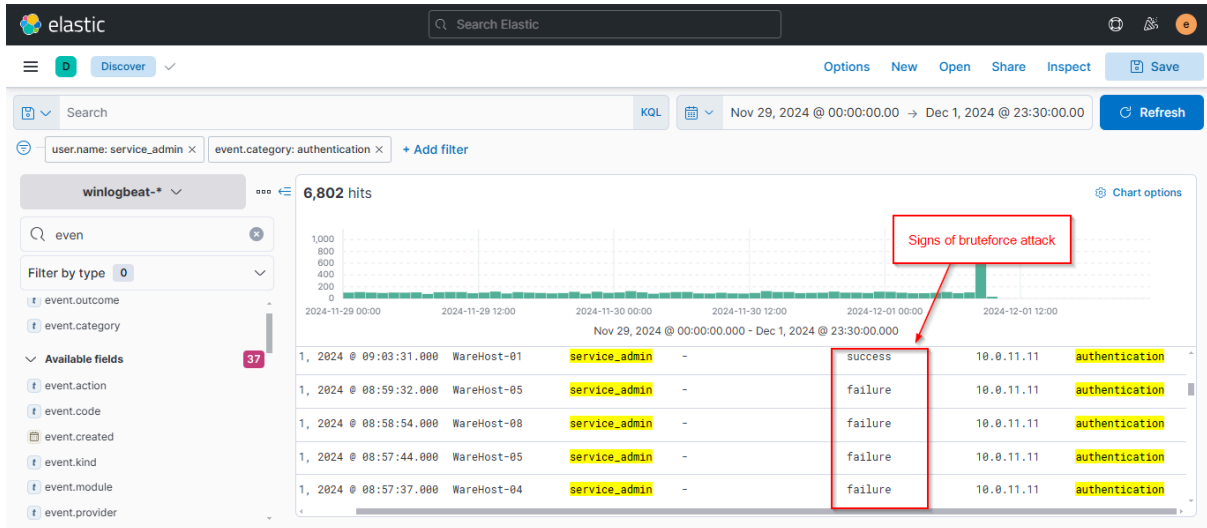 elastic
Search Elastic
e
D Discover
Options New Open Share Inspect Save
Search KQL Nov 29, 2024 @ 00:00:00.00 → Dec 1, 2024 @ 23:30:00.00 Refresh
user.name: service_admin × event.category: authentication × + Add filter
winlogbeat-*
6,802 hits
Chart options
even
Filter by type 0
event.outcome
event.category
Available fields 37
event.action
event.code
event.created
event.kind
event.module
event.provider
Signs of bruteforce attack
1,000
800
600
400
200
0
2024-11-29 00:00 2024-11-29 12:00 2024-11-30 00:00 2024-11-30 12:00 2024-12-01 00:00 2024-12-01 12:00
Nov 29, 2024 @ 00:00:00.000 - Dec 1, 2024 @ 23:30:00.000
1, 2024 @ 09:03:31.000 WareHost-01 service_admin - success 10.0.11.11 authentication
1, 2024 @ 08:59:32.000 WareHost-05 service_admin - failure 10.0.11.11 authentication
1, 2024 @ 08:58:54.000 WareHost-08 service_admin - failure 10.0.11.11 authentication
1, 2024 @ 08:57:44.000 WareHost-05 service_admin - failure 10.0.11.11 authentication
1, 2024 @ 08:57:37.000 WareHost-04 service_admin - failure 10.0.11.11 authentication